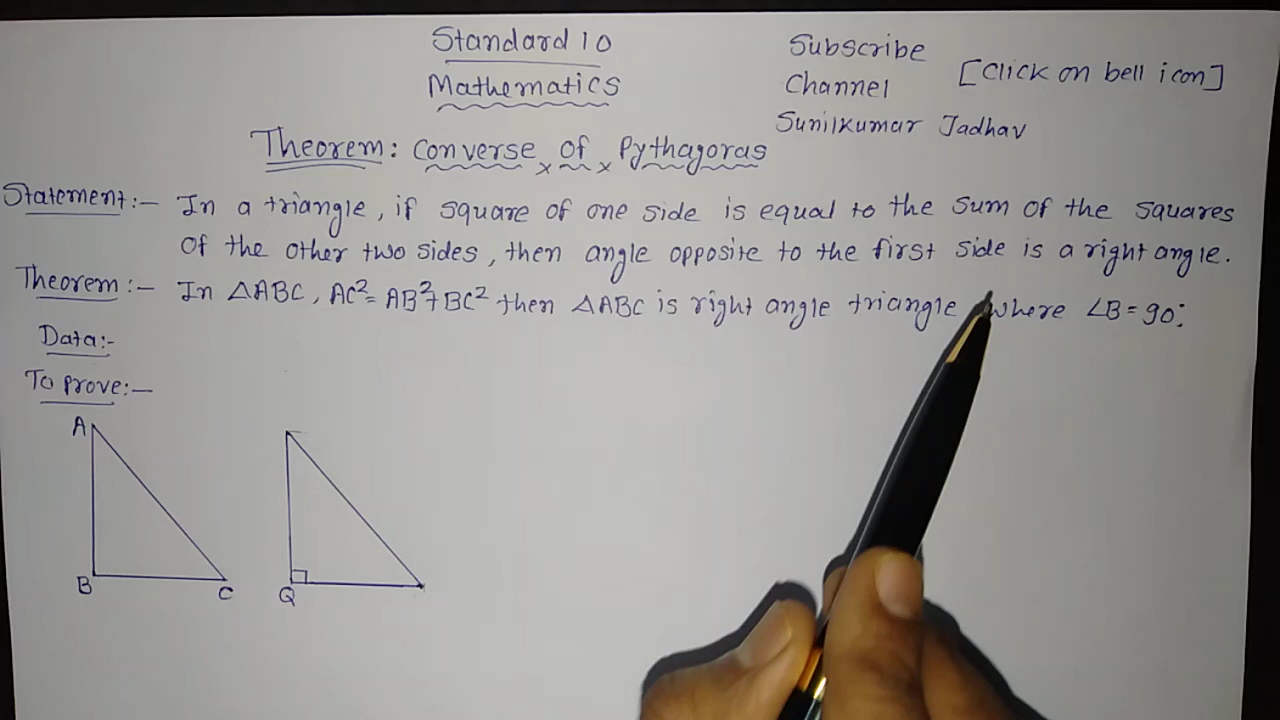 Standard 10
Mathematics
Subscribe
Channel [Click on bell icon]
Sunilkumar Jadhav
Theorem: Converse of Pythagoras
Statement:- In a triangle, if square of one side is equal to the sum of the squares
of the other two sides, then angle opposite to the first side is a right angle.
Theorem:- In △ABC, AC²= AB²+BC² then △ABC is right angle triangle where ∠B=90°
Data:-
To prove:-
A
B
C
Q